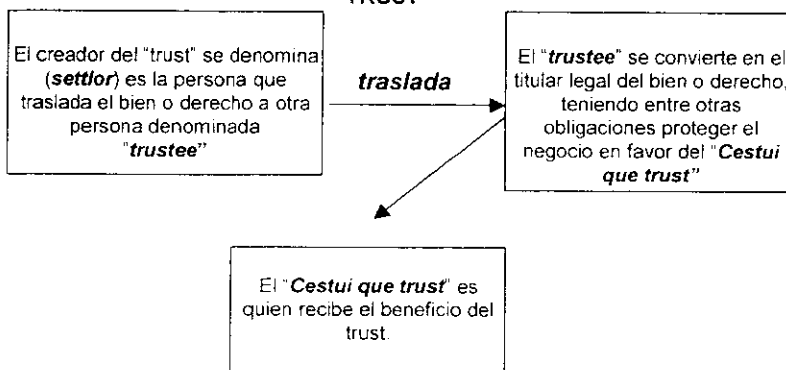 TRUST
El creador del "trust" se denomina
(settlor) es la persona que
traslada el bien o derecho a otra
persona denominada
"trustee"
traslada
El "trustee" se convierte en el
titular legal del bien o derecho,
teniendo entre otras
obligaciones proteger el
negocio en favor del "Cestui
que trust"
El "Cestui que trust" es
quien recibe el beneficio del
trust.